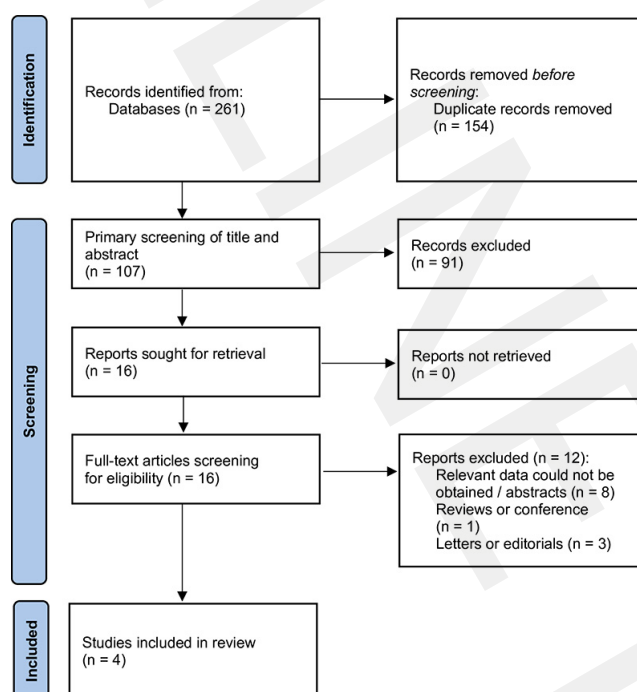 Identification
Records identified from:
Databases (n = 261)
Records removed before
screening:
Duplicate records removed
(n = 154)
Screening
Primary screening of title and
abstract
(n = 107)
Records excluded
(n = 91)
Reports sought for retrieval
(n = 16)
Reports not retrieved
(n = 0)
Full-text articles screening
for eligibility (n = 16)
Reports excluded (n = 12):
Relevant data could not be
obtained / abstracts (n = 8)
Reviews or conference
(n = 1)
Letters or editorials (n = 3)
Included
Studies included in review
(n = 4)